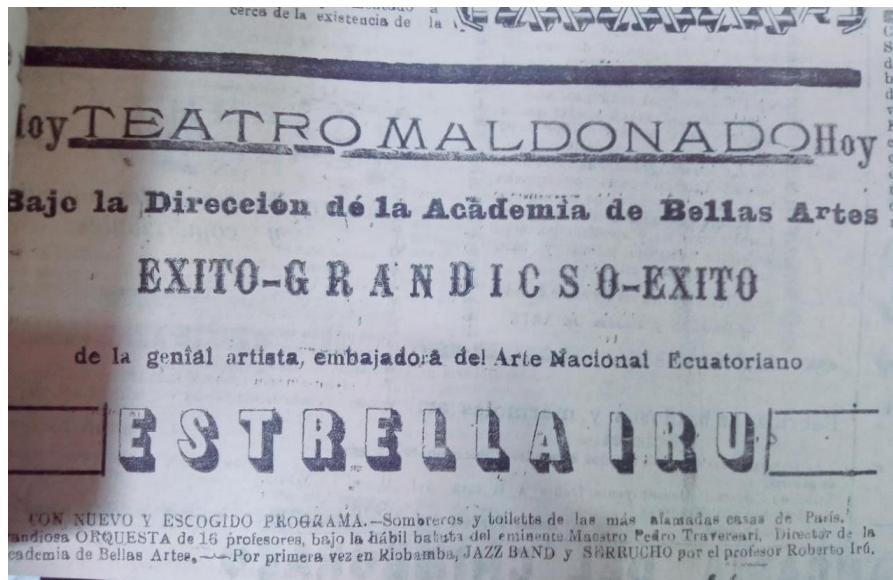 cerca de la existencia de la
Hoy TEATRO MALDONADO Hoy
Bajo la Dirección dé la Académia de Bellas Artes
EXITO-GRANDICSO-EXITO
de la genial artista, embajadora del Arte Nacional Ecuatoriano
ESTRELLA IRU
CON NUEVO Y ESCOGIDO PROGRAMA.—Sombreros y toiletts de las más afamadas casas de París.
andiosa ORQUESTA de 16 profesores, bajo la hábil batuta del eminente Maestro Pedro Traversari, Director de la
cademia de Bellas Artes.—Por primera vez en Riobamba, JAZZ BAND y SERRUCHO por el profesor Roberto Irú.